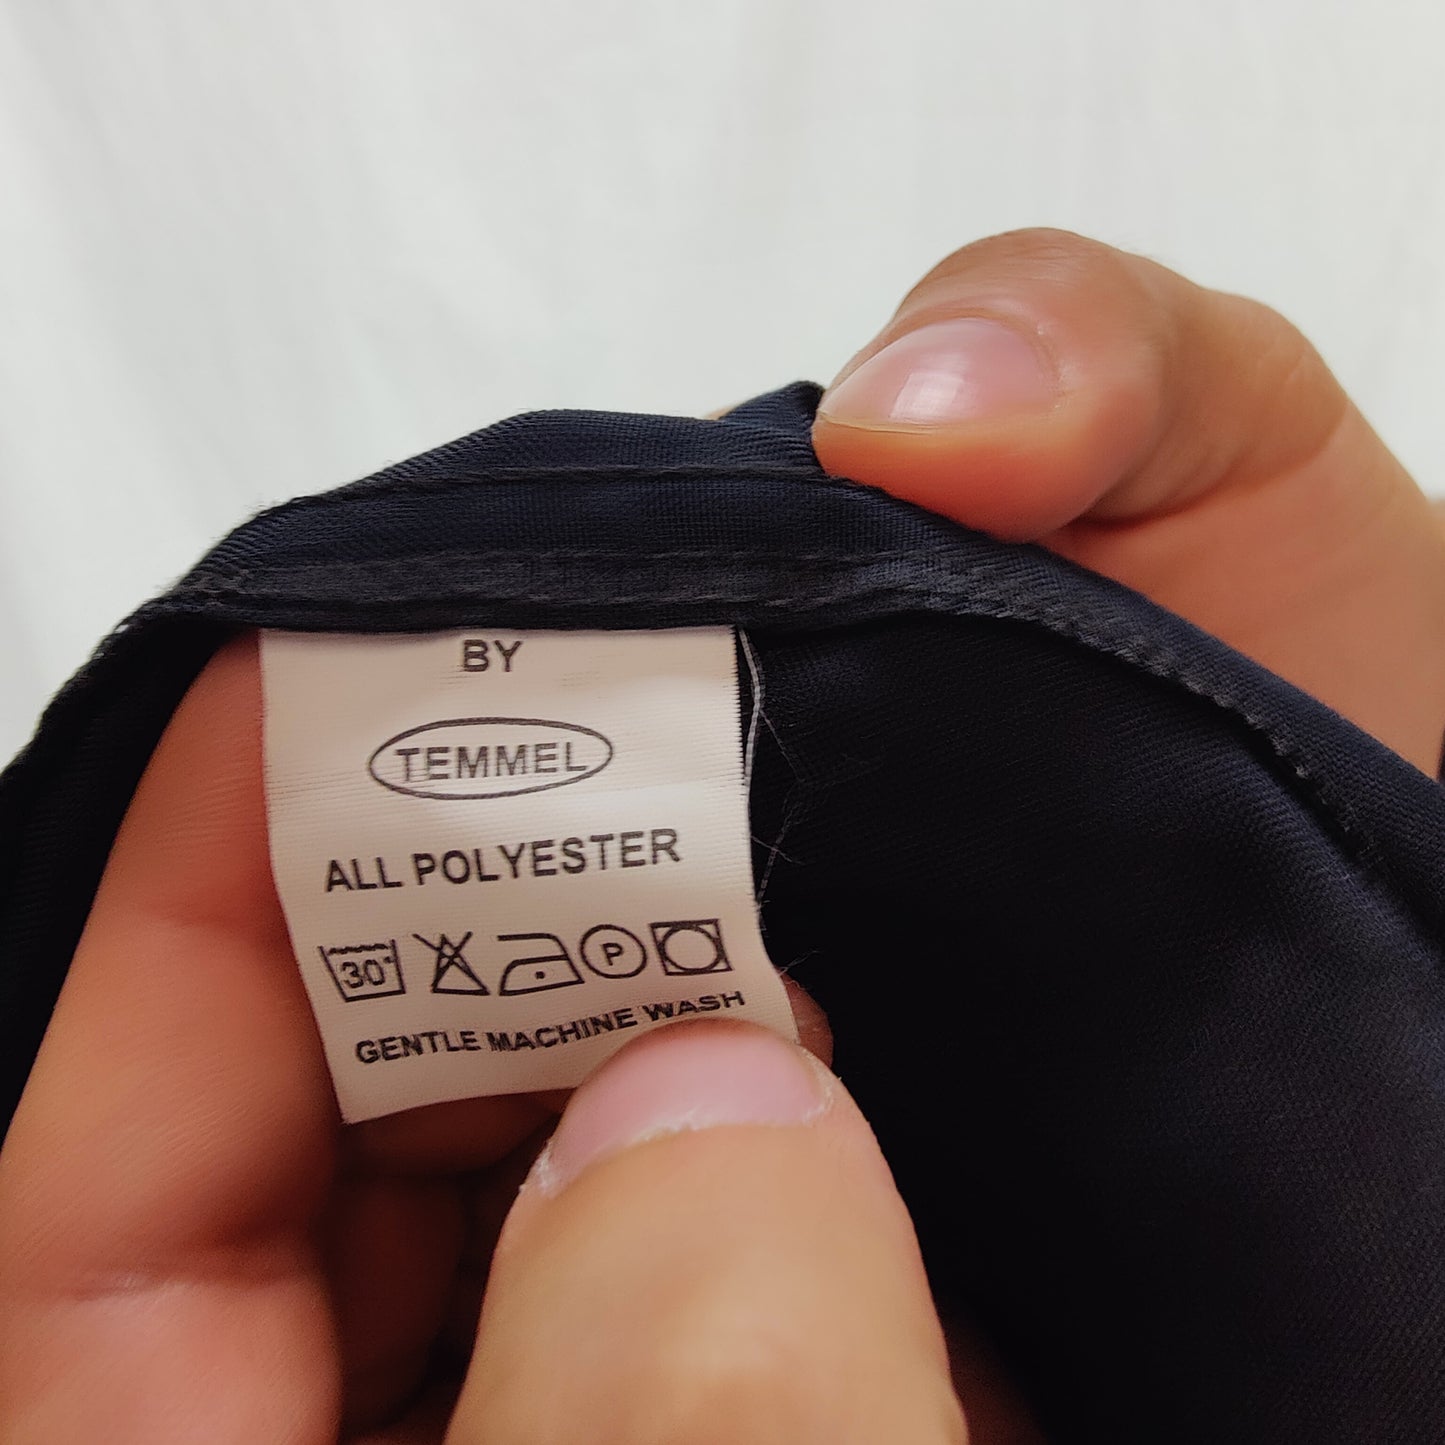 BY
TEMMEL
ALL POLYESTER
30° P
GENTLE MACHINE WASH